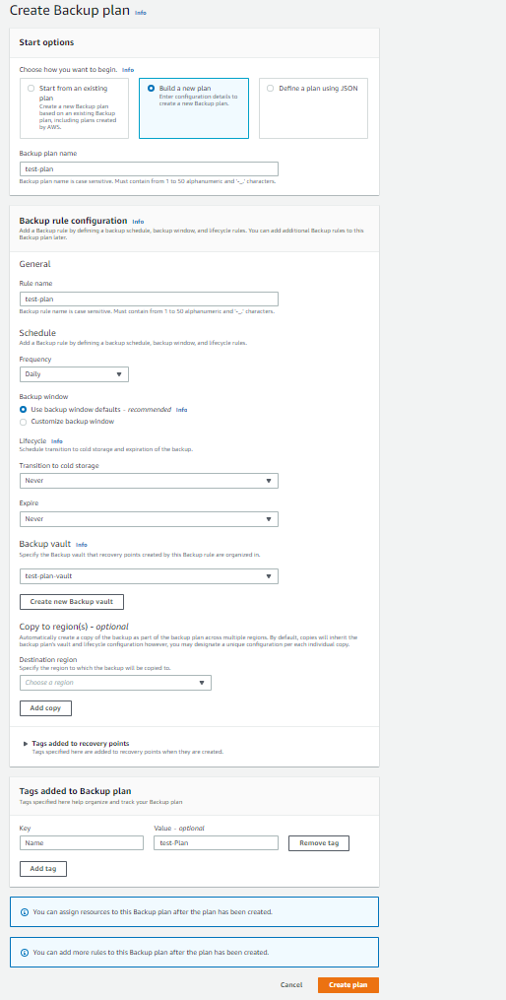 Create Backup plan Info
Start options
Choose how you want to begin. Info
Start from an existing
plan
Create a new Backup plan
based on an existing Backup
plan, including plans created
by AWS.
Build a new plan
Enter configuration details to
create a new Backup plan.
Define a plan using JSON
Backup plan name
test-plan
Backup plan name is case sensitive. Must contain from 1 to 50 alphanumeric and '-_.' characters.
Backup rule configuration Info
Add a Backup rule by defining a backup schedule, backup window, and lifecycle rules. You can add additional Backup rules to this
Backup plan later.
General
Rule name
test-plan
Backup rule name is case sensitive. Must contain from 1 to 50 alphanumeric and '-_.' characters.
Schedule
Add a Backup rule by defining a backup schedule, backup window, and lifecycle rules.
Frequency
Daily
Backup window
Use backup window defaults - recommended Info
Customize backup window
Lifecycle Info
Schedule transition to cold storage and expiration of the backup.
Transition to cold storage
Never
Expire
Never
Backup vault Info
Specify the Backup vault that recovery points created by this Backup rule are organized in.
test-plan-vault
Create new Backup vault
Copy to region(s) - optional
Automatically create a copy of the backup as part of the backup plan across multiple regions. By default, copies will inherit the
backup plan's vault and lifecycle configuration however, you may designate a unique configuration per each individual copy.
Destination region
Specify the region to which the backup will be copied to.
Choose a region
Add copy
Tags added to recovery points
Tags specified here are added to recovery points when they are created.
Tags added to Backup plan
Tags specified here help organize and track your Backup plan
Key
Value - optional
Name
test-Plan
Remove tag
Add tag
You can assign resources to this Backup plan after the plan has been created.
You can add more rules to this Backup plan after the plan has been created.
Cancel
Create plan